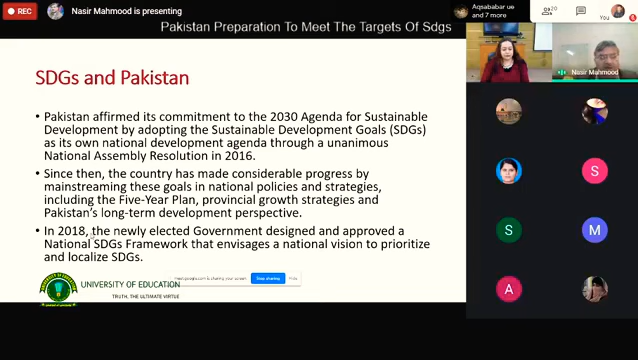 REC
Nasir Mahmood is presenting
Aqsababar ue
and 7 more
20
You
Pakistan Preparation To Meet The Targets Of Sdgs
SDGs and Pakistan
• Pakistan affirmed its commitment to the 2030 Agenda for Sustainable
Development by adopting the Sustainable Development Goals (SDGs)
as its own national development agenda through a unanimous
National Assembly Resolution in 2016.
• Since then, the country has made considerable progress by
mainstreaming these goals in national policies and strategies,
including the Five-Year Plan, provincial growth strategies and
Pakistan's long-term development perspective.
• In 2018, the newly elected Government designed and approved a
National SDGs Framework that envisages a national vision to prioritize
and localize SDGs.
UNIVERSITY OF EDUCATION
TRUTH, THE ULTIMATE VIRTUE
meet.google.com is sharing your screen
Stop sharing
Hide
Nasir Mahmood
S
S
M
A